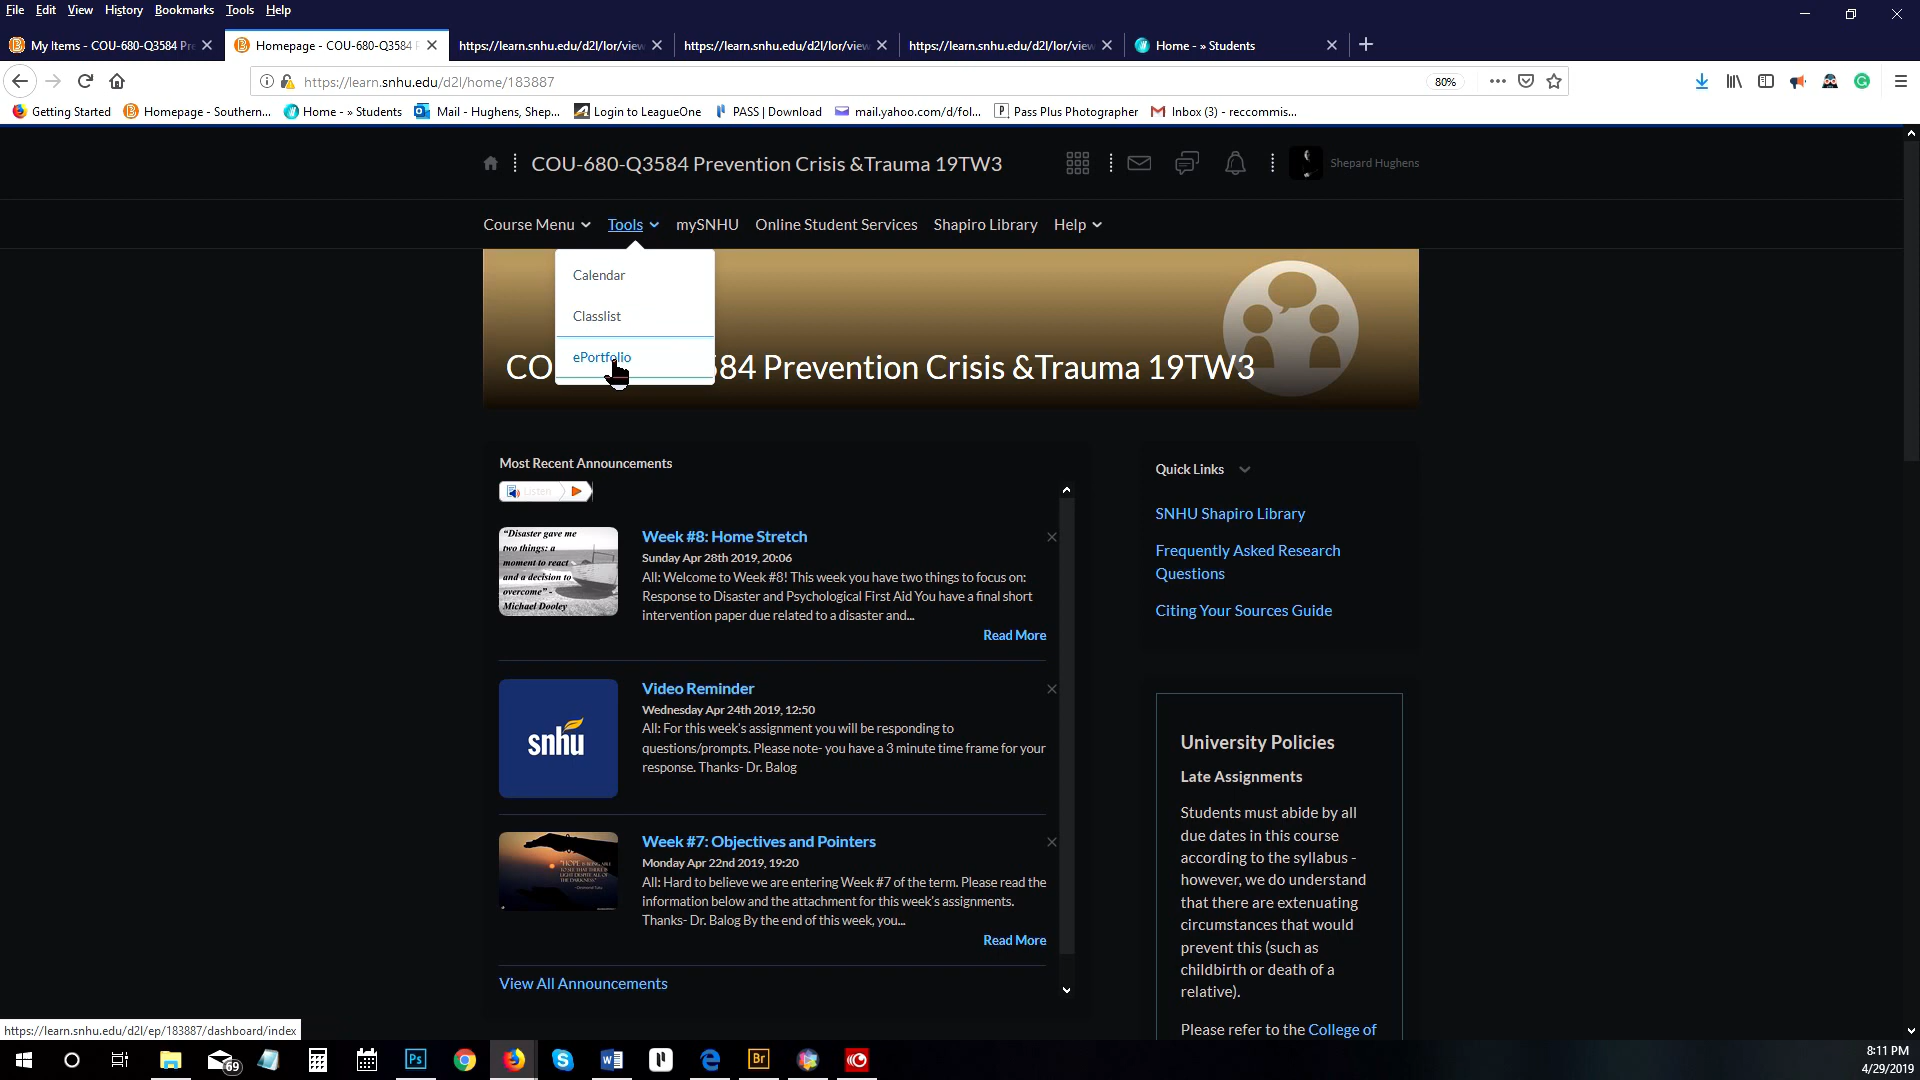 File Edit View History Bookmarks Tools Help
My Items - COU-680-Q3584 Pre
Homepage - COU-680-Q3584 P
https://learn.snhu.edu/d2l/lor/view
https://learn.snhu.edu/d2l/lor/view
https://learn.snhu.edu/d2l/lor/view
Home - » Students
https://learn.snhu.edu/d2l/home/183887
80%
Getting Started Homepage - Southern... Home - » Students Mail - Hughens, Shep... Login to LeagueOne PASS | Download mail.yahoo.com/d/fol... Pass Plus Photographer Inbox (3) - reccommis...
COU-680-Q3584 Prevention Crisis &Trauma 19TW3
Shepard Hughens
Course Menu Tools mySNHU Online Student Services Shapiro Library Help
Calendar
Classlist
ePortfolio
CO 84 Prevention Crisis &Trauma 19TW3
Most Recent Announcements
Listen
"Disaster gave me
two things: a
moment to react
and a decision to
overcome" -
Michael Dooley
Week #8: Home Stretch
Sunday Apr 28th 2019, 20:06
All: Welcome to Week #8! This week you have two things to focus on:
Response to Disaster and Psychological First Aid You have a final short
intervention paper due related to a disaster and...
Read More
snhu
Video Reminder
Wednesday Apr 24th 2019, 12:50
All: For this week's assignment you will be responding to
questions/prompts. Please note- you have a 3 minute time frame for your
response. Thanks- Dr. Balog
Week #7: Objectives and Pointers
Monday Apr 22nd 2019, 19:20
All: Hard to believe we are entering Week #7 of the term. Please read the
information below and the attachment for this week's assignments.
Thanks- Dr. Balog By the end of this week, you...
Read More
View All Announcements
Quick Links
SNHU Shapiro Library
Frequently Asked Research
Questions
Citing Your Sources Guide
University Policies
Late Assignments
Students must abide by all
due dates in this course
according to the syllabus -
however, we do understand
that there are extenuating
circumstances that would
prevent this (such as
childbirth or death of a
relative).
Please refer to the College of
https://learn.snhu.edu/d2l/ep/183887/dashboard/index
69
Ps
Br
8:11 PM
4/29/2019